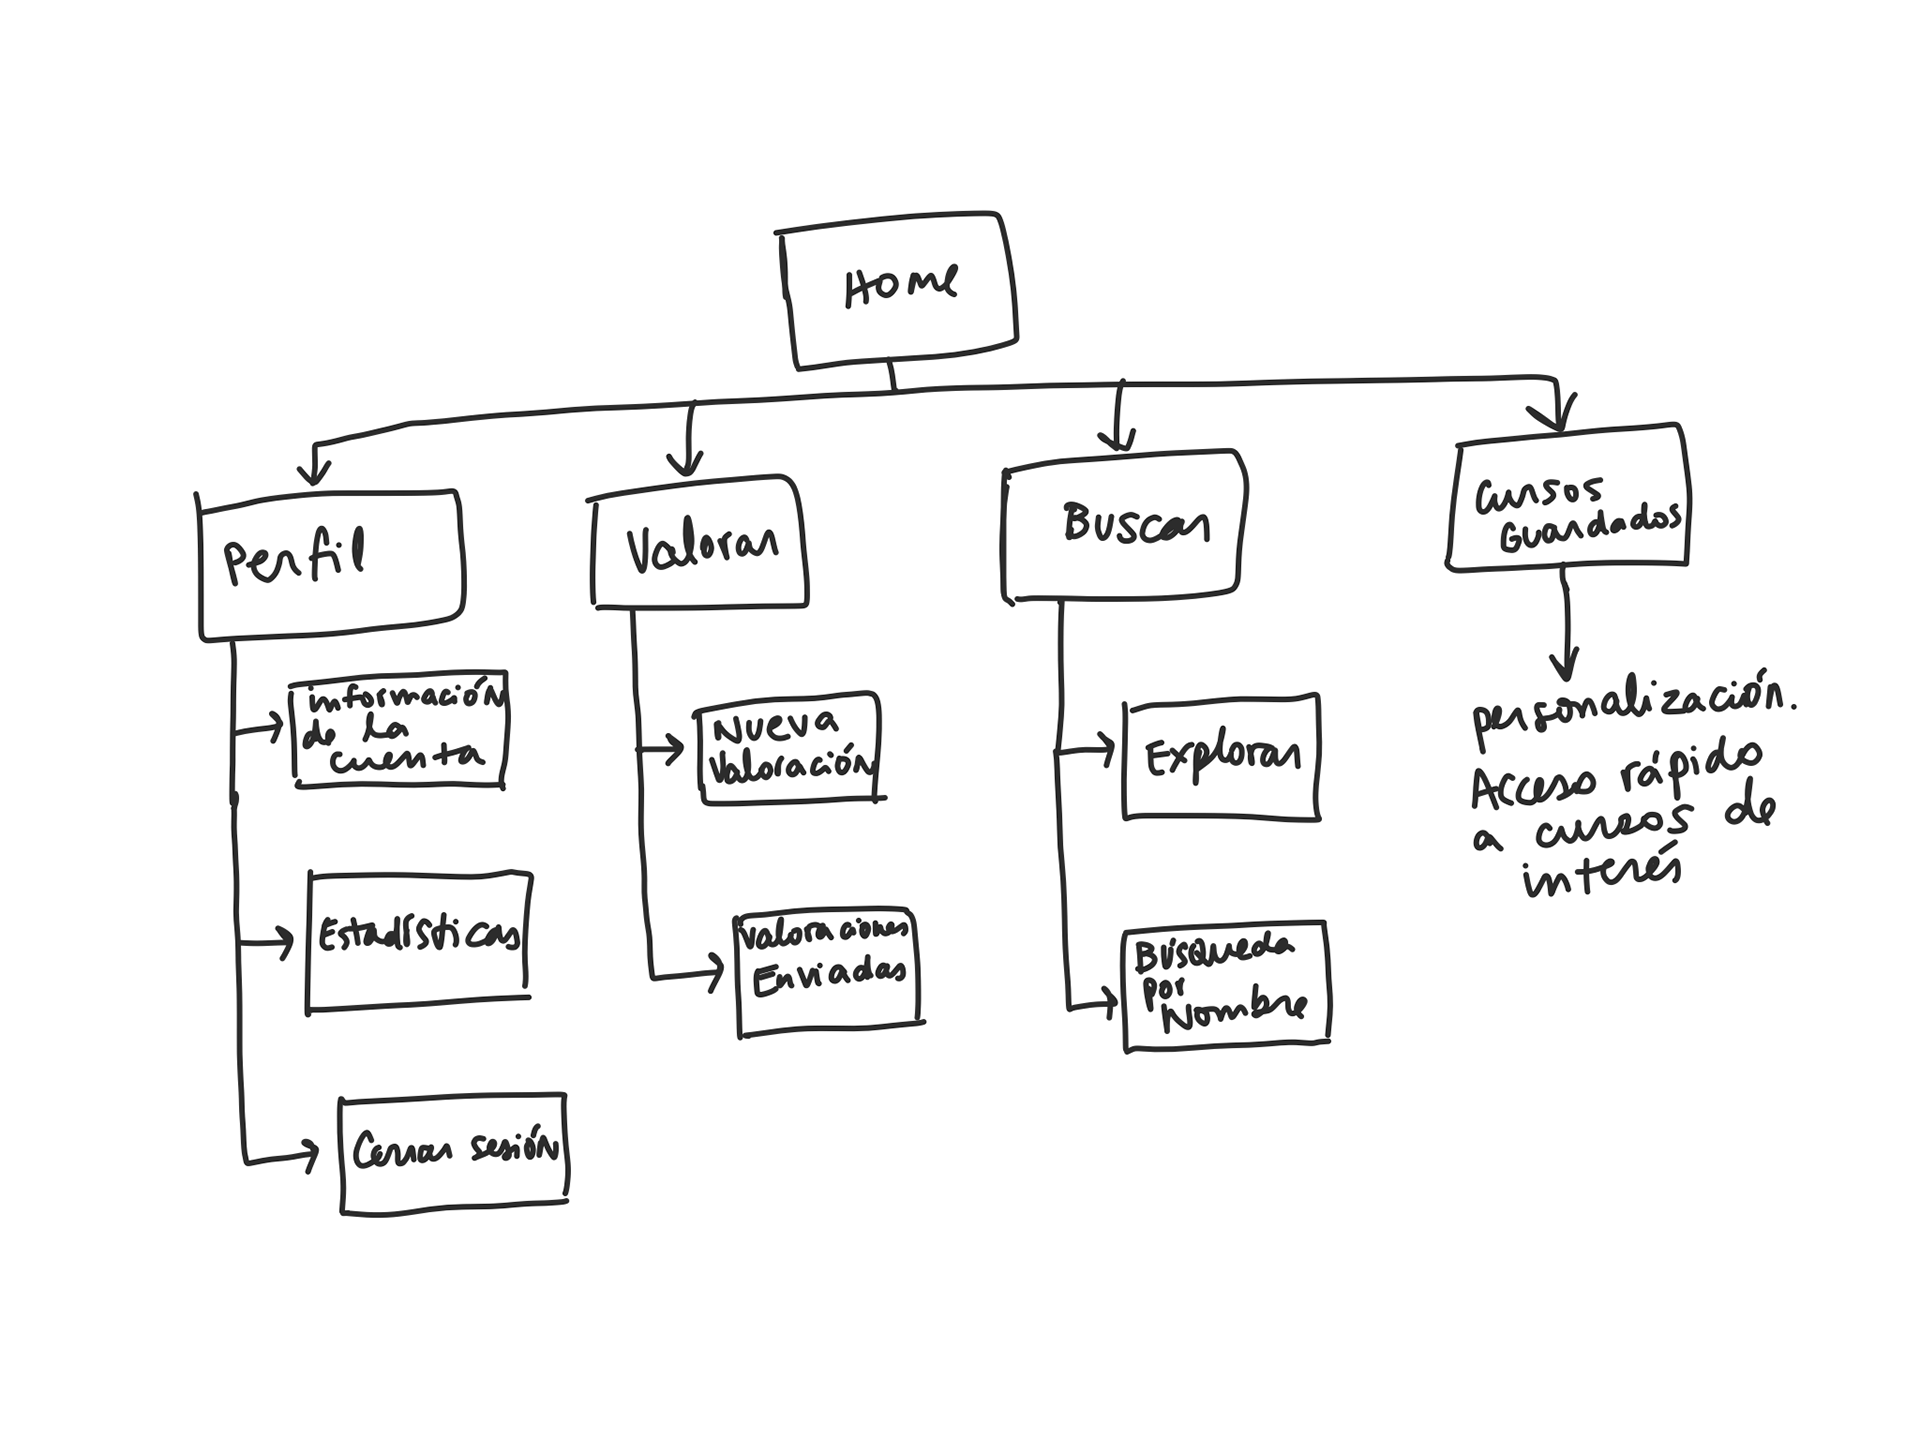 Home
Perfil
Valorar
Buscar
Cursos
Guardados
información
de la
cuenta
Estadísticas
Cerrar sesión
Nueva
Valoración
Valoraciones
Enviadas
Explorar
Búsqueda
por
Nombre
personalización.
Acceso rápido
a cursos de
interés